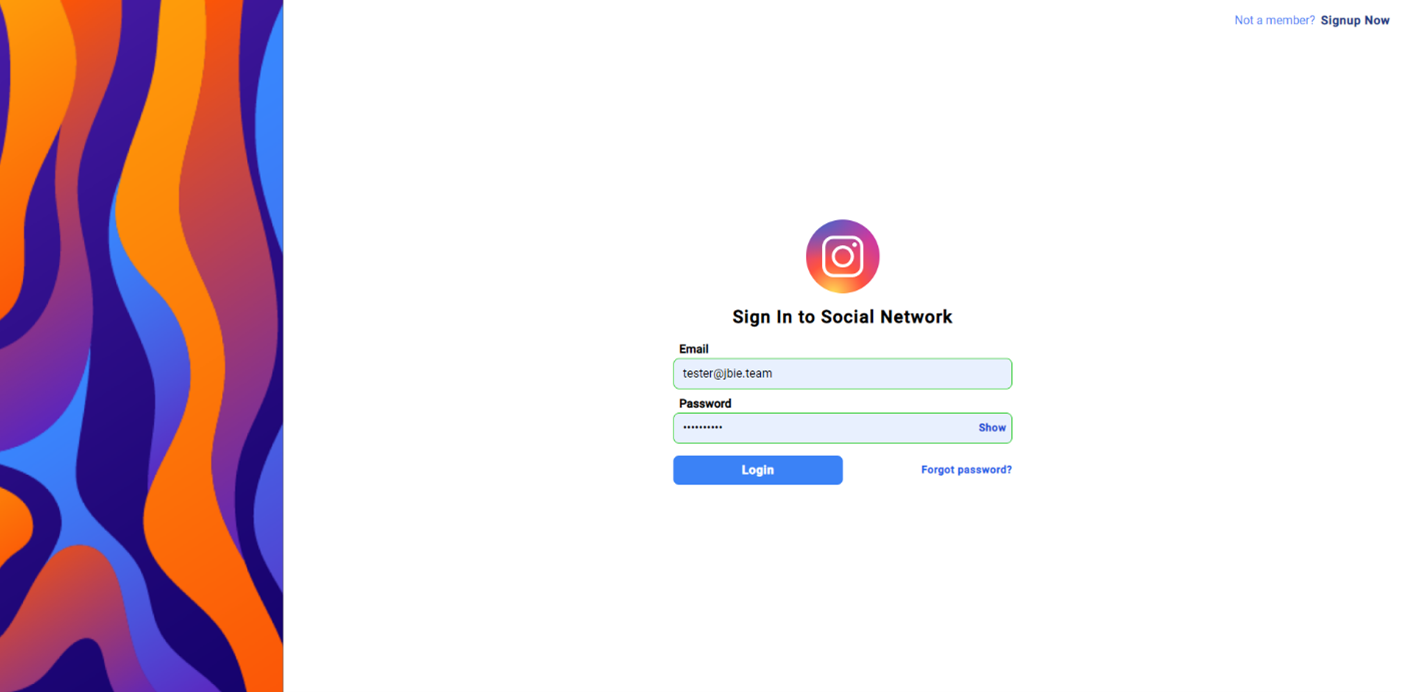 Not a member? Signup Now
Sign In to Social Network
Email
tester@jbie.team
Password
•••••••••• Show
Login Forgot password?